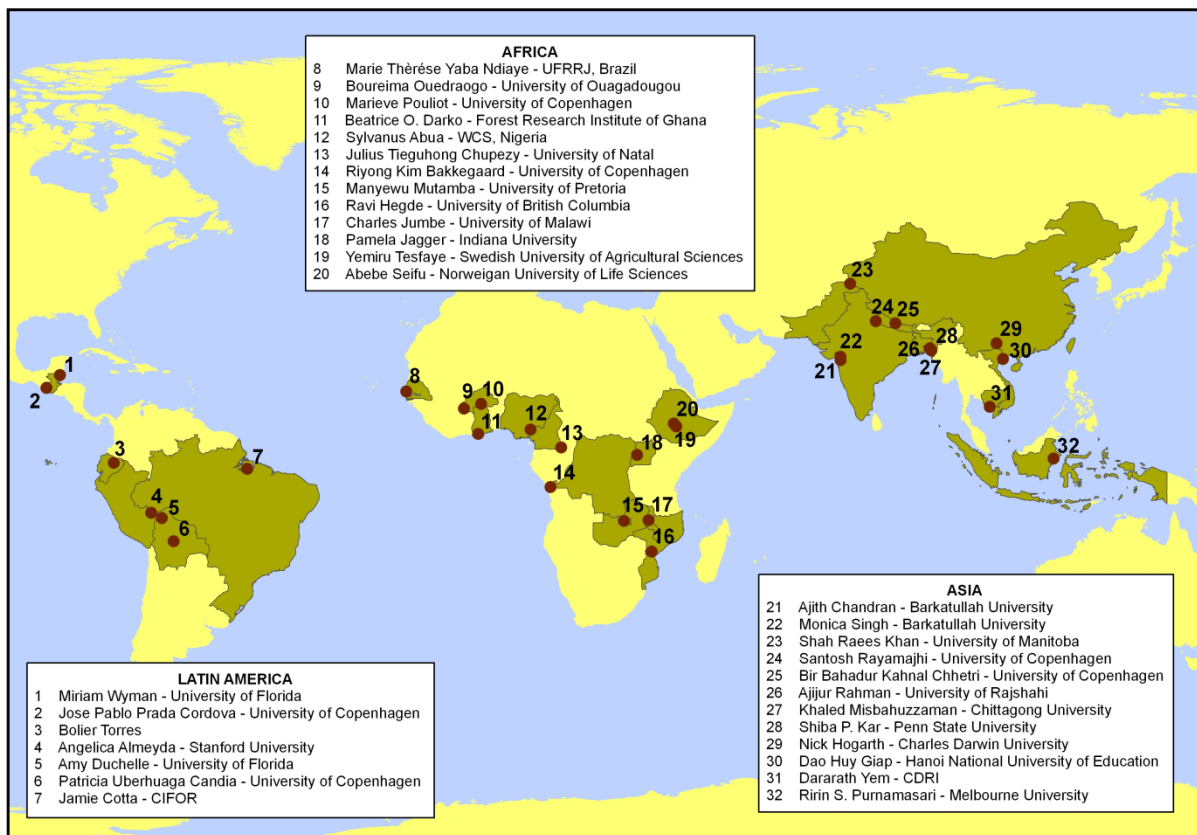 AFRICA
8 Marie Thèrése Yaba Ndiaye - UFRRJ, Brazil
9 Boureima Ouedraogo - University of Ouagadougou
10 Marieve Pouliot - University of Copenhagen
11 Beatrice O. Darko - Forest Research Institute of Ghana
12 Sylvanus Abua - WCS, Nigeria
13 Julius Tieguhong Chupezy - University of Natal
14 Riyong Kim Bakkegaard - University of Copenhagen
15 Manyewu Mutamba - University of Pretoria
16 Ravi Hegde - University of British Columbia
17 Charles Jumbe - University of Malawi
18 Pamela Jagger - Indiana University
19 Yemiru Tesfaye - Swedish University of Agricultural Sciences
20 Abebe Seifu - Norweigan University of Life Sciences
23
24 25
29
28
22 26 30
21 27
1
2
8
9 10
11
12
13
20
19
31
3
7
18
32
14
4
5
6
15 17
16
LATIN AMERICA
1 Miriam Wyman - University of Florida
2 Jose Pablo Prada Cordova - University of Copenhagen
3 Bolier Torres
4 Angelica Almeyda - Stanford University
5 Amy Duchelle - University of Florida
6 Patricia Uberhuaga Candia - University of Copenhagen
7 Jamie Cotta - CIFOR
ASIA
21 Ajith Chandran - Barkatullah University
22 Monica Singh - Barkatullah University
23 Shah Raees Khan - University of Manitoba
24 Santosh Rayamajhi - University of Copenhagen
25 Bir Bahadur Kahnal Chhetri - University of Copenhagen
26 Ajijur Rahman - University of Rajshahi
27 Khaled Misbahuzzaman - Chittagong University
28 Shiba P. Kar - Penn State University
29 Nick Hogarth - Charles Darwin University
30 Dao Huy Giap - Hanoi National University of Education
31 Dararath Yem - CDRI
32 Ririn S. Purnamasari - Melbourne University